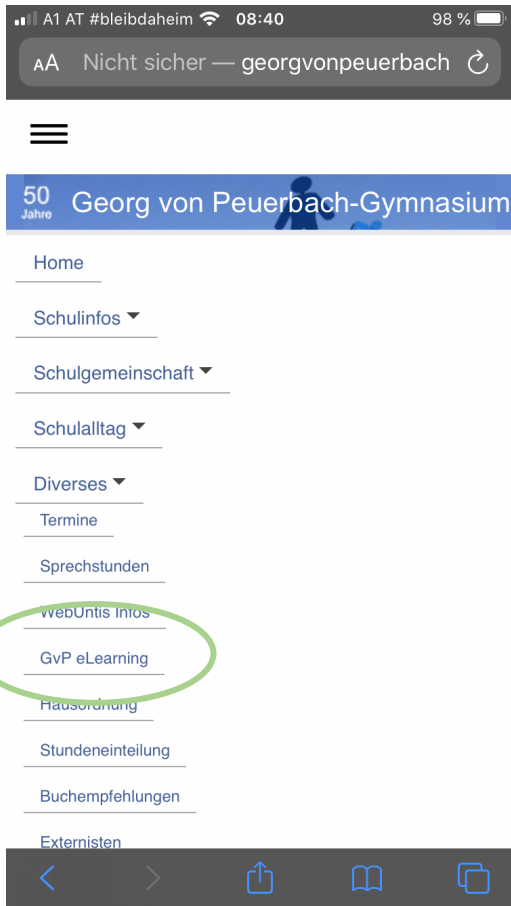 A1 AT #bleibdaheim 08:40 98 %
AA Nicht sicher — georgvonpeuerbach
50 Jahre Georg von Peuerbach-Gymnasium
Home
Schulinfos
Schulgemeinschaft
Schulalltag
Diverses
Termine
Sprechstunden
WebUntis Infos
GvP eLearning
Hausordnung
Stundeneinteilung
Buchempfehlungen
Externisten